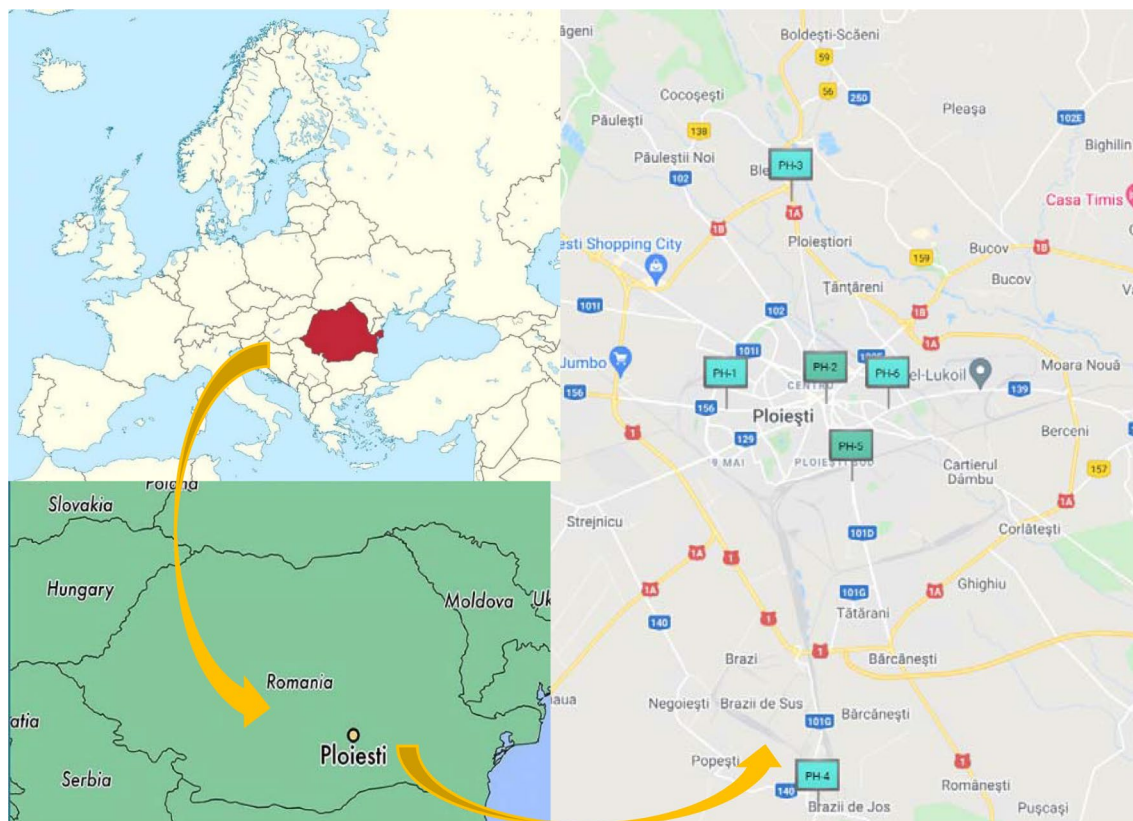 Poland
Slovakia
Hungary
Moldova
Romania
Ploiesti
Serbia
Boldești-Scăeni
59
56
Cocoșești
250
Pleașa
102E
Păulești
138
Păuleștii Noi
102
PH-3
1A
Casa Timis
1B
Ploieștiori
159
Bucov
1B
Bucov
Țânțăreni
101I
102
1B
1A
Jumbo
101I
PH-1
PH-2
PH-6
CENTRU
Moara Nouă
156
156
Ploiești
139
1
129
PH-5
Berceni
9 MAI
PLOIEȘTI SUD
Cartierul
Dâmbu
157
1A
Strejnicu
101D
Corlătești
1A
1
1A
101G
1A
Ghighiu
140
Tătărani
1
1
Brazi
Bărcănești
Negoiești
Brazii de Sus
101G
Bărcănești
Popești
PH-4
1A
140
Românești
Brazii de Jos
Pușcași